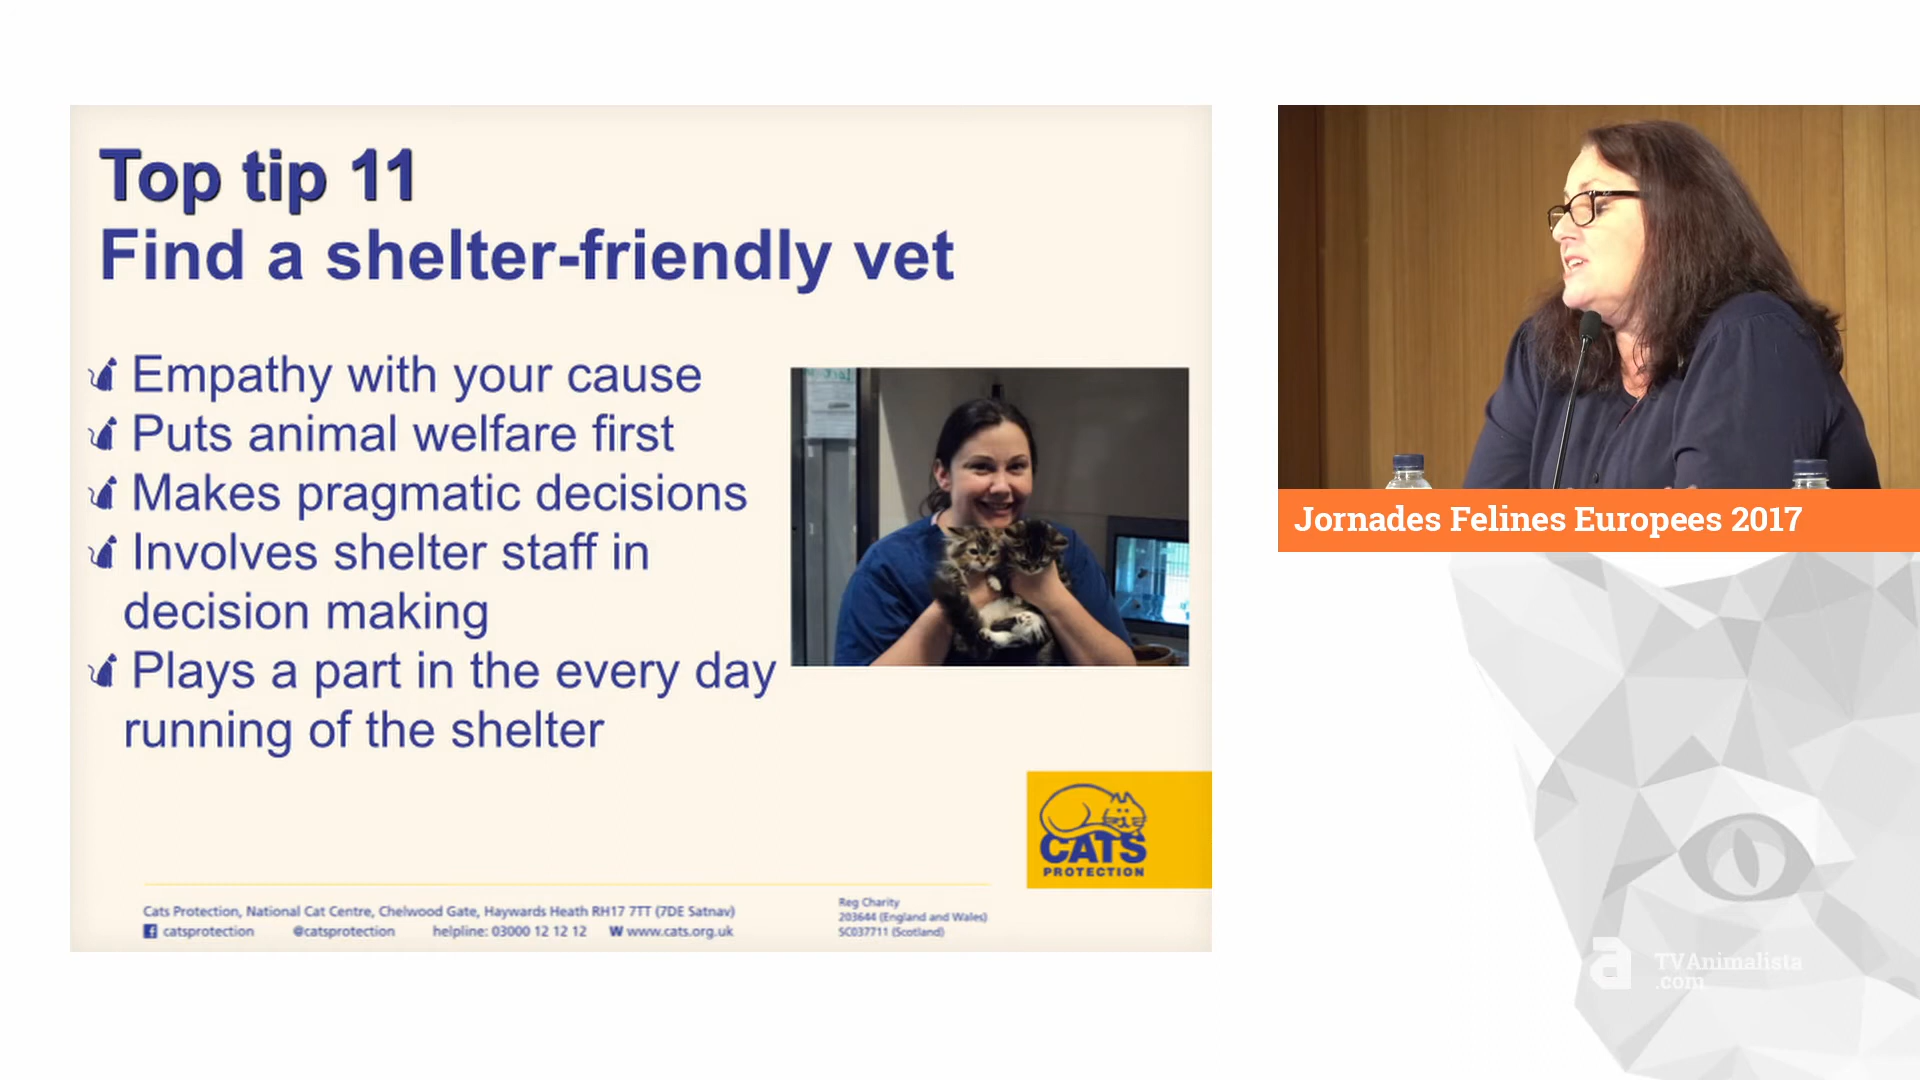 Top tip 11
Find a shelter-friendly vet
Empathy with your cause
Puts animal welfare first
Makes pragmatic decisions
Involves shelter staff in
decision making
Plays a part in the every day
running of the shelter
CATS
PROTECTION
Cats Protection, National Cat Centre, Chelwood Gate, Haywards Heath RH17 7TT (7DE Satnav)
catsprotection @catsprotection helpline: 03000 12 12 12 W www.cats.org.uk
Reg Charity
203644 (England and Wales)
SC037711 (Scotland)
Jornades Felines Europees 2017
a TVAnimalista
.com